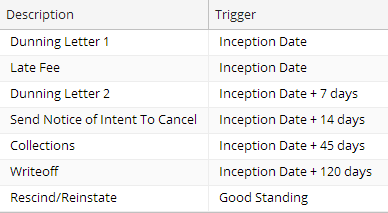 Description Trigger
Dunning Letter 1 Inception Date
Late Fee Inception Date
Dunning Letter 2 Inception Date + 7 days
Send Notice of Intent To Cancel Inception Date + 14 days
Collections Inception Date + 45 days
Writeoff Inception Date + 120 days
Rescind/Reinstate Good Standing